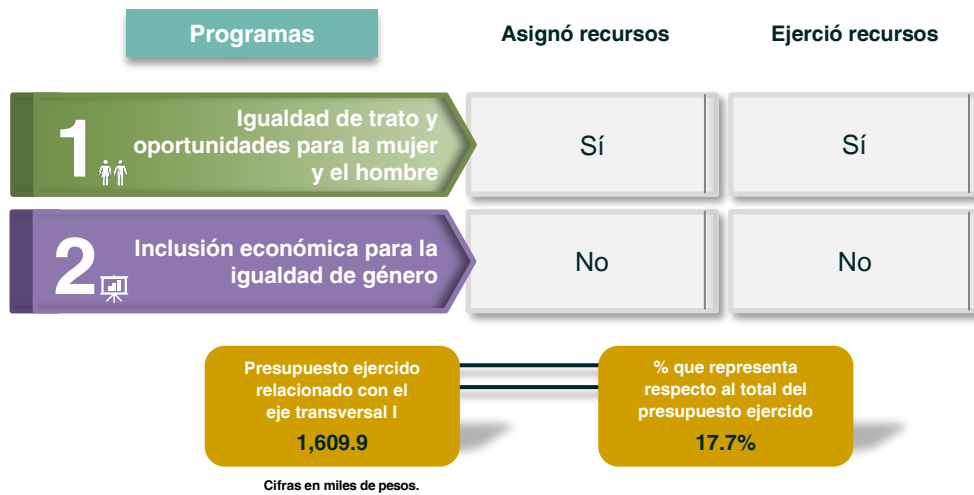 Programas
Asignó recursos
Ejerció recursos
1
Igualdad de trato y
oportunidades para la mujer
y el hombre
Sí
Sí
2
Inclusión económica para la
igualdad de género
No
No
Presupuesto ejercido
relacionado con el
eje transversal I
1,609.9
% que representa
respecto al total del
presupuesto ejercido
17.7%
Cifras en miles de pesos.